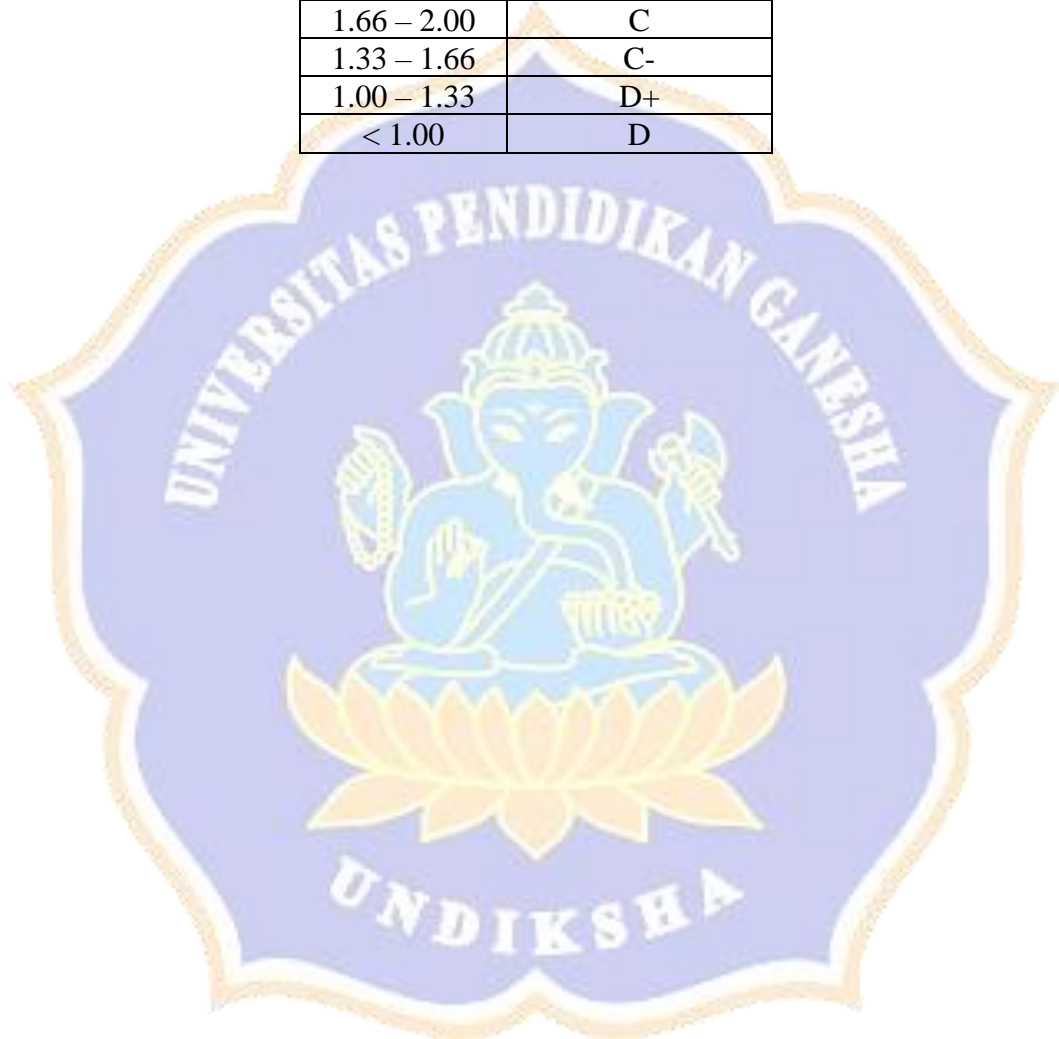 1.66 – 2.00 C
1.33 – 1.66 C-
1.00 – 1.33 D+
< 1.00 D
UNIVERSITAS PENDIDIKAN GANESHA
UNDIKSHA